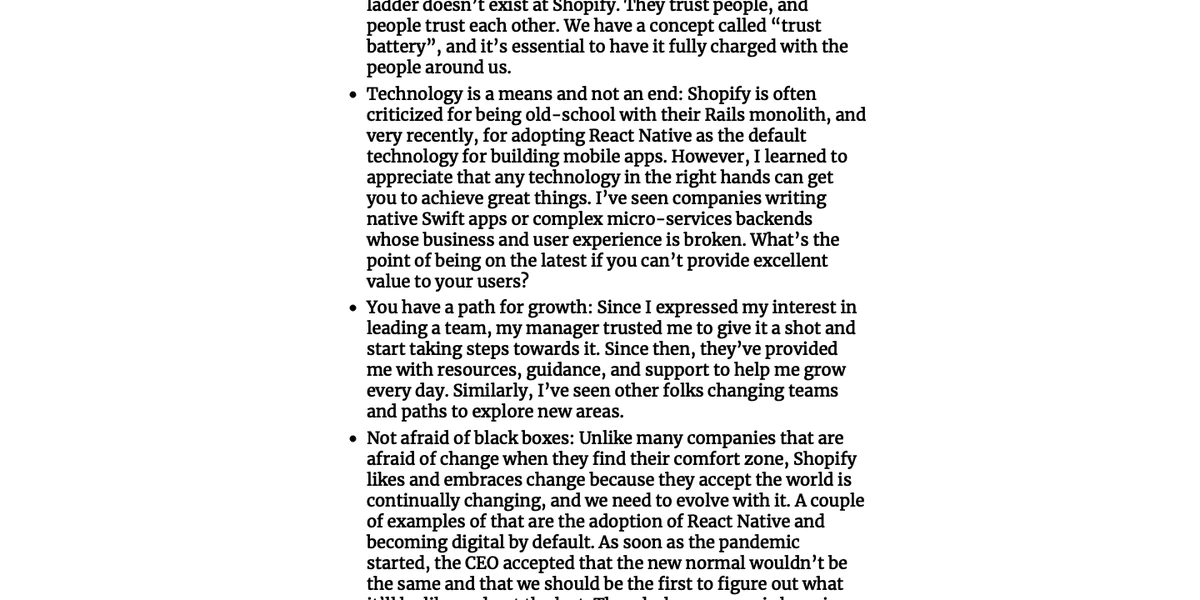 ladder doesn’t exist at Shopify. They trust people, and
people trust each other. We have a concept called “trust
battery”, and it’s essential to have it fully charged with the
people around us.
• Technology is a means and not an end: Shopify is often
criticized for being old-school with their Rails monolith, and
very recently, for adopting React Native as the default
technology for building mobile apps. However, I learned to
appreciate that any technology in the right hands can get
you to achieve great things. I’ve seen companies writing
native Swift apps or complex micro-services backends
whose business and user experience is broken. What’s the
point of being on the latest if you can’t provide excellent
value to your users?
• You have a path for growth: Since I expressed my interest in
leading a team, my manager trusted me to give it a shot and
start taking steps towards it. Since then, they’ve provided
me with resources, guidance, and support to help me grow
every day. Similarly, I’ve seen other folks changing teams
and paths to explore new areas.
• Not afraid of black boxes: Unlike many companies that are
afraid of change when they find their comfort zone, Shopify
likes and embraces change because they accept the world is
continually changing, and we need to evolve with it. A couple
of examples of that are the adoption of React Native and
becoming digital by default. As soon as the pandemic
started, the CEO accepted that the new normal wouldn’t be
the same and that we should be the first to figure out what